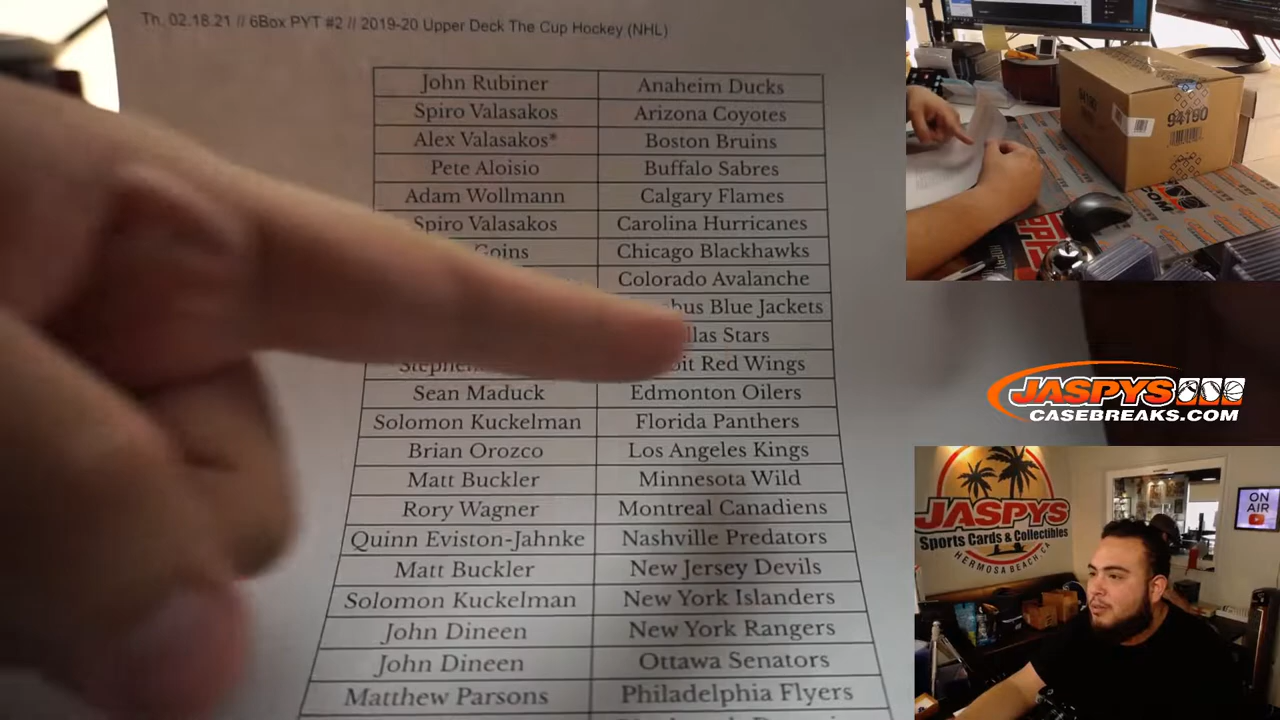 Th. 02.18.21 // 6Box PYT #2 // 2019-20 Upper Deck The Cup Hockey (NHL)
John Rubiner Anaheim Ducks
Spiro Valasakos Arizona Coyotes
Alex Valasakos* Boston Bruins
Pete Aloisio Buffalo Sabres
Adam Wollmann Calgary Flames
Spiro Valasakos Carolina Hurricanes
Goins Chicago Blackhawks
Colorado Avalanche
Blue Jackets
Stars
Red Wings
Sean Maduck Edmonton Oilers
Solomon Kuckelman Florida Panthers
Brian Orozco Los Angeles Kings
Matt Buckler Minnesota Wild
Rory Wagner Montreal Canadiens
Quinn Eviston-Jahnke Nashville Predators
Matt Buckler New Jersey Devils
Solomon Kuckelman New York Islanders
John Dineen New York Rangers
John Dineen Ottawa Senators
Matthew Parsons Philadelphia Flyers
94190
94190
JASPYS
CASEBREAKS.COM
JASPYS
Sports Cards & Collectibles
HERMOSA BEACH, CA
ON
AIR